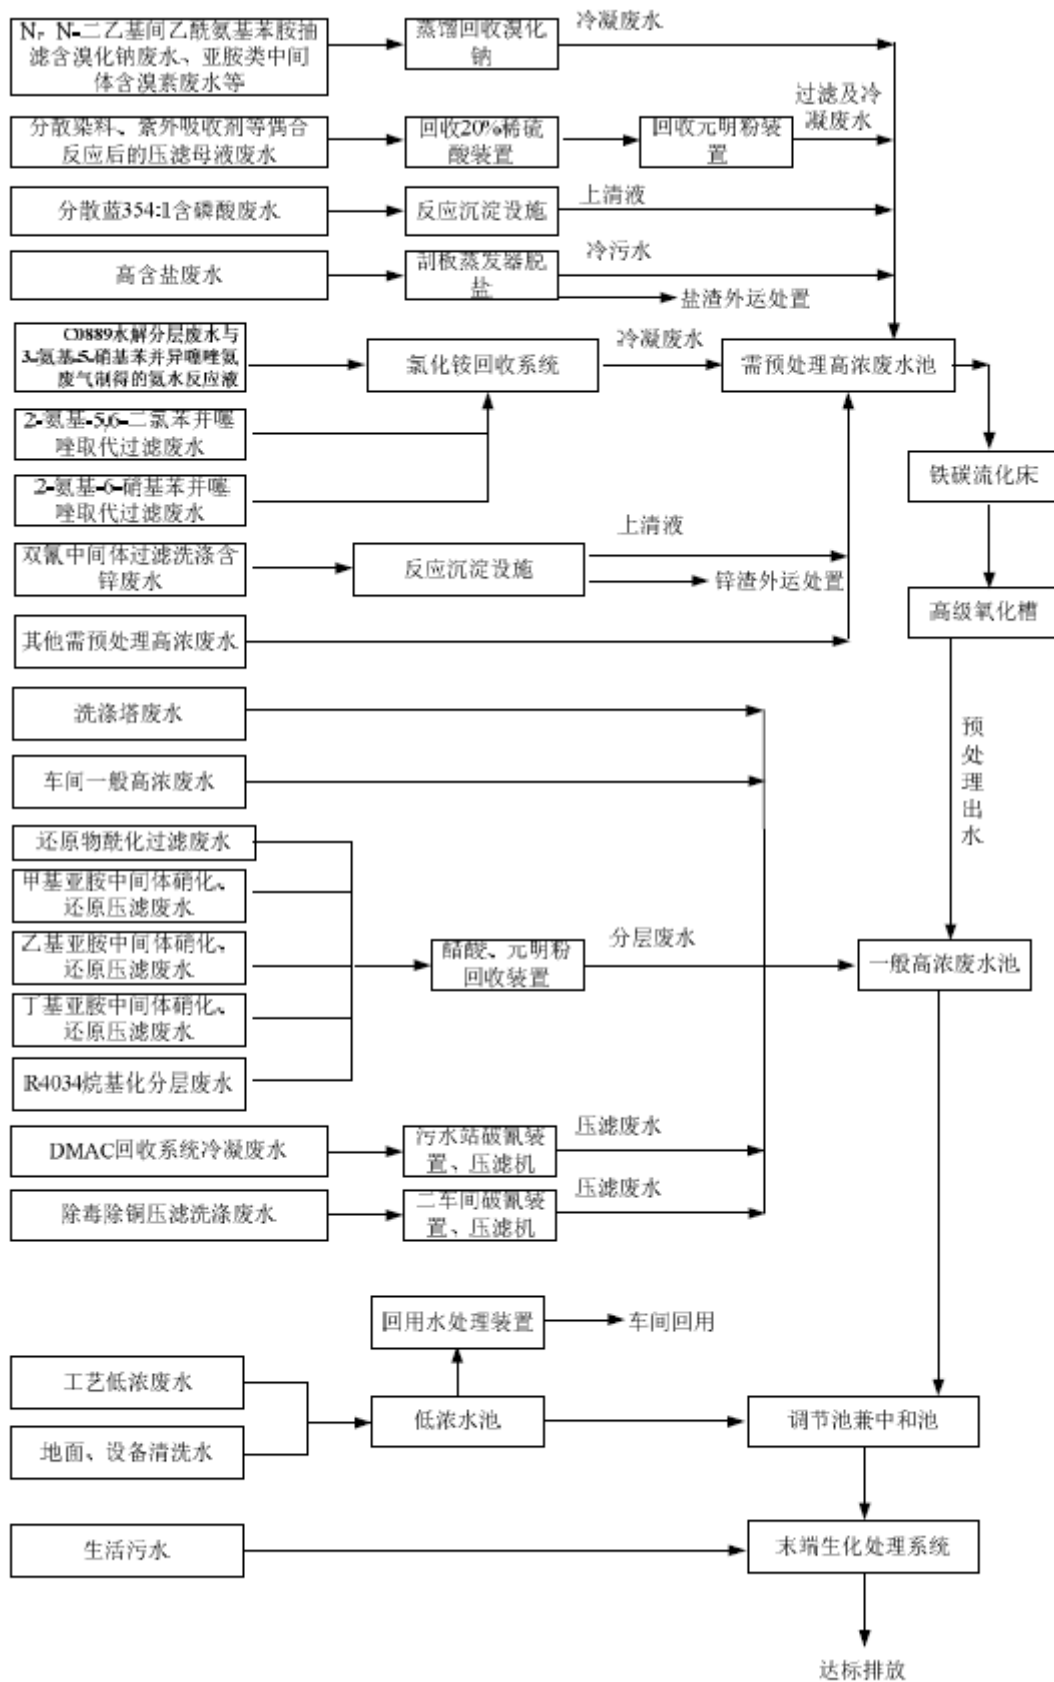 N，N-二乙基间乙酰氨基苯胺抽
滤含溴化钠废水、亚胺类中间
体含溴素废水等
蒸馏回收溴化
钠
冷凝废水
分散染料、紫外吸收剂等偶合
反应后的压滤母液废水
回收20%稀硫
酸装置
回收元明粉装
置
过滤及冷
凝废水
分散蓝354:1含磷酸废水
反应沉淀设施
上清液
高含盐废水
刮板蒸发器脱
盐
冷污水
盐渣外运处置
C0889水解分层废水与
3-氨基-5-硝基苯并异噻唑氨
废气制得的氨水反应液
氯化铵回收系统
冷凝废水
需预处理高浓废水池
2-氨基-5,6-二氯苯并噻
唑取代过滤废水
2-氨基-6-硝基苯并噻
唑取代过滤废水
铁碳流化床
双氰中间体过滤洗涤含
锌废水
反应沉淀设施
上清液
锌渣外运处置
高级氧化槽
其他需预处理高浓废水
洗涤塔废水
预处理出水
车间一般高浓废水
还原物酰化过滤废水
甲基亚胺中间体硝化、
还原压滤废水
乙基亚胺中间体硝化、
还原压滤废水
醋酸、元明粉
回收装置
分层废水
一般高浓废水池
丁基亚胺中间体硝化、
还原压滤废水
R4034烷基化分层废水
DMAC回收系统冷凝废水
污水站破氰装
置、压滤机
压滤废水
除毒除铜压滤洗涤废水
二车间破氰装
置、压滤机
压滤废水
回用水处理装置
车间回用
工艺低浓废水
低浓水池
调节池兼中和池
地面、设备清洗水
生活污水
末端生化处理系统
达标排放